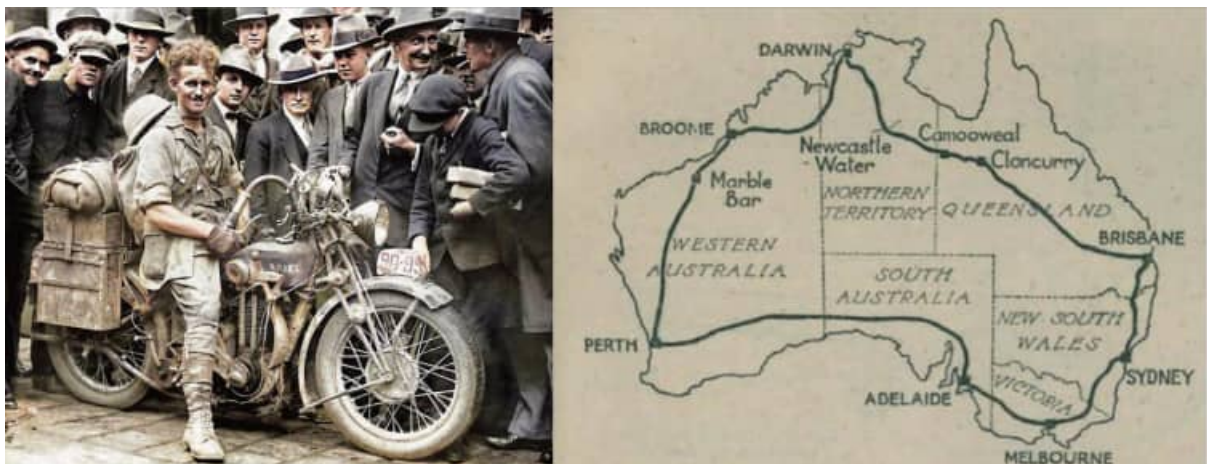 DARWIN
BROOME
Newcastle
Water
Camooweal
Cloncurry
Marble
Bar
NORTHERN
TERRITORY
QUEENSLAND
BRISBANE
WESTERN
AUSTRALIA
SOUTH
AUSTRALIA
NEW SOUTH
WALES
PERTH
SYDNEY
ADELAIDE
VICTORIA
MELBOURNE